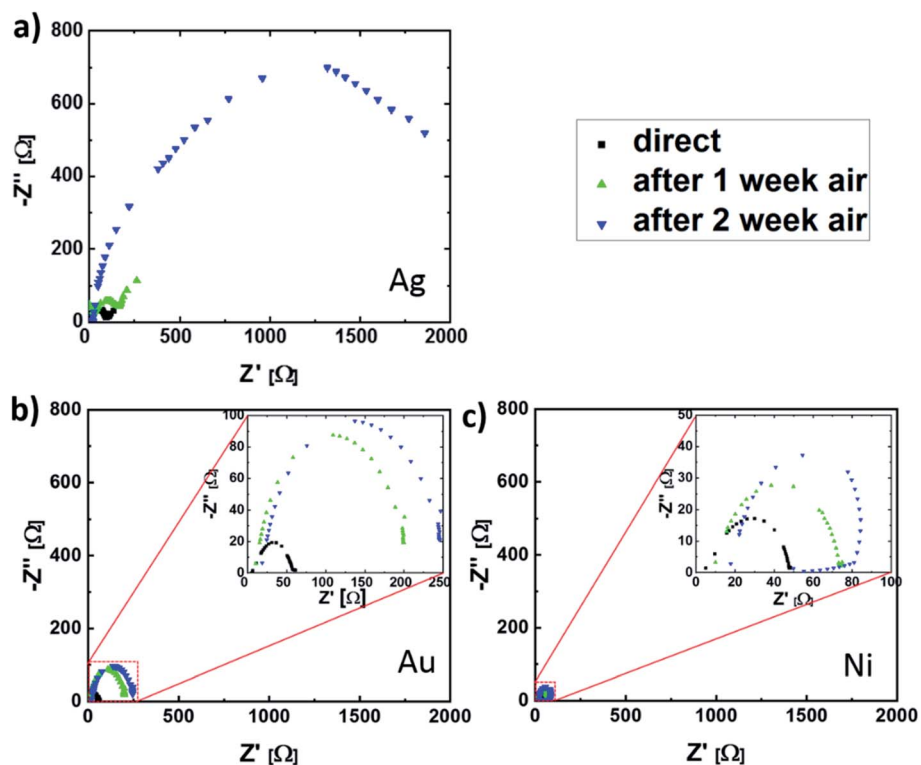 a)
800
600
400
200
0
-Z'' [Ω]
0 500 1000 1500 2000
Z' [Ω]
Ag
direct
after 1 week air
after 2 week air
b)
800
600
400
200
0
-Z'' [Ω]
0 500 1000 1500 2000
Z' [Ω]
Au
100
80
60
40
20
0
-Z'' [Ω]
0 50 100 150 200 250
Z' [Ω]
c)
800
600
400
200
0
-Z'' [Ω]
0 500 1000 1500 2000
Z' [Ω]
Ni
50
40
30
20
10
0
-Z'' [Ω]
0 20 40 60 80 100
Z' [Ω]